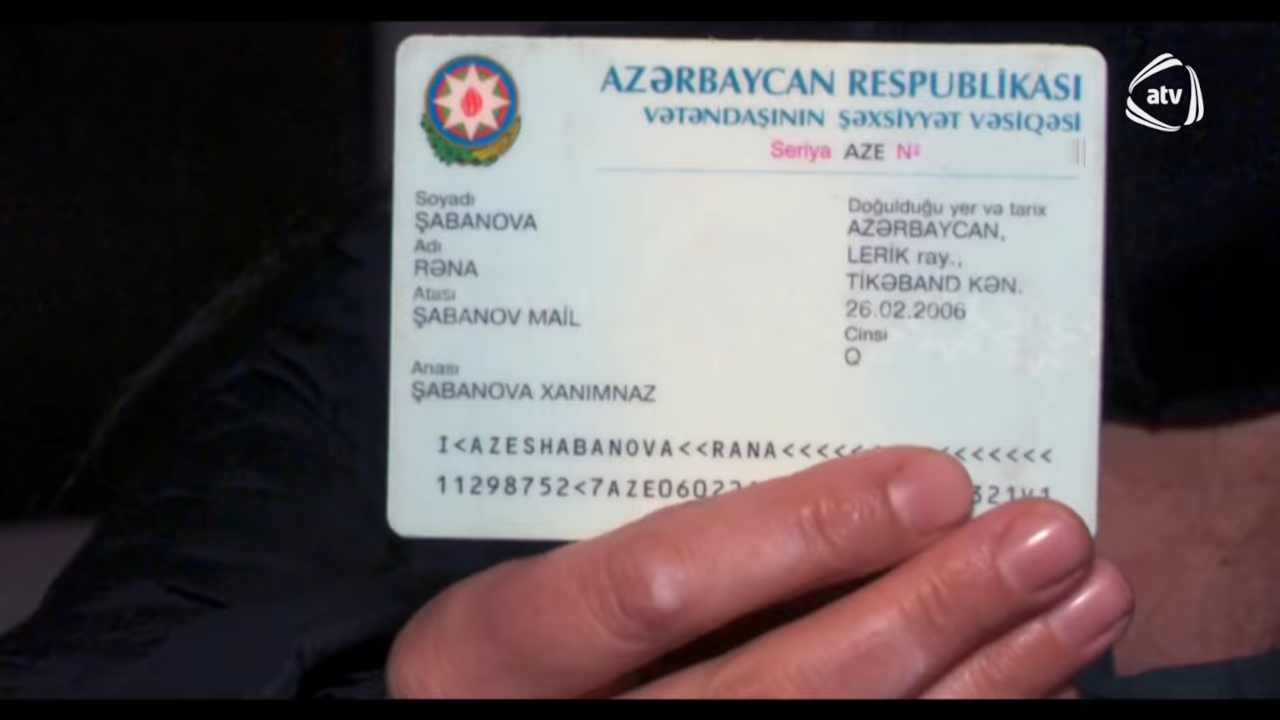 atv
AZƏRBAYCAN RESPUBLİKASI
VƏTƏNDAŞININ ŞƏXSİYYƏT VƏSİQƏSİ
Seriya AZE №
Soyadı
ŞABANOVA
Adı
RƏNA
Atası
ŞABANOV MAİL
Anası
ŞABANOVA XANIMNAZ
Doğulduğu yer və tarix
AZƏRBAYCAN,
LERİK ray.,
TİKƏBAND KƏN.
26.02.2006
Cinsi
Q
I<AZESHABANOVA<<RANA<<<<<<<<<<<<
11298752<7AZE0602